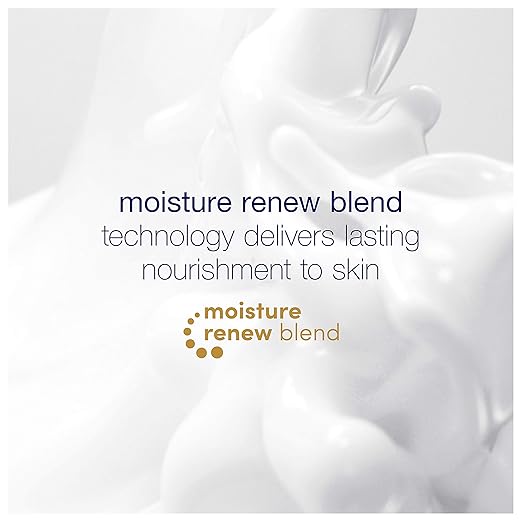 moisture renew blend
technology delivers lasting
nourishment to skin
moisture
renew blend